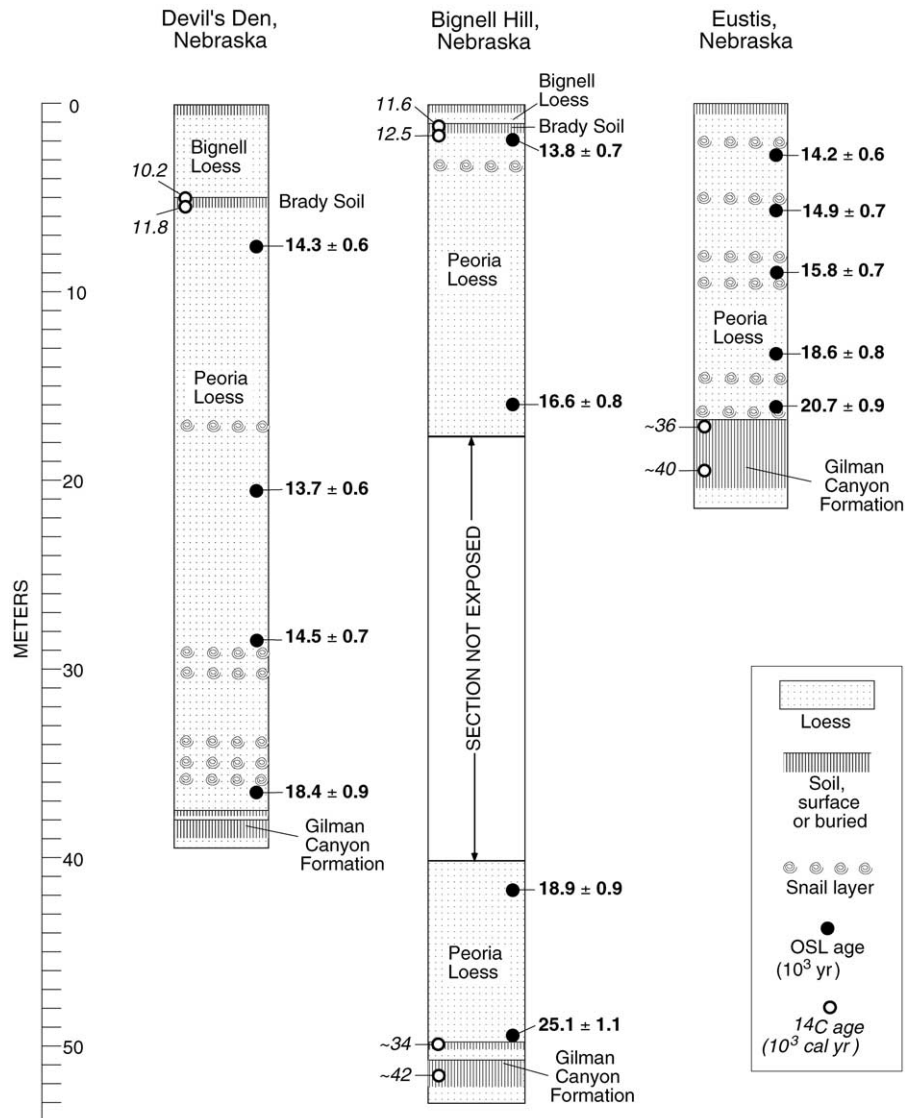 Devil's Den,
Nebraska
Bignell Hill,
Nebraska
Eustis,
Nebraska
METERS
0
10
20
30
40
50
Bignell
Loess
10.2
11.8
Brady Soil
14.3 ± 0.6
Peoria
Loess
13.7 ± 0.6
14.5 ± 0.7
18.4 ± 0.9
Gilman
Canyon
Formation
11.6
12.5
Bignell
Loess
Brady Soil
13.8 ± 0.7
Peoria
Loess
16.6 ± 0.8
SECTION NOT EXPOSED
18.9 ± 0.9
Peoria
Loess
25.1 ± 1.1
~34
~42
Gilman
Canyon
Formation
14.2 ± 0.6
14.9 ± 0.7
15.8 ± 0.7
Peoria
Loess
18.6 ± 0.8
20.7 ± 0.9
~36
~40
Gilman
Canyon
Formation
Loess
Soil,
surface
or buried
Snail layer
OSL age
(10³ yr)
¹⁴C age
(10³ cal yr)